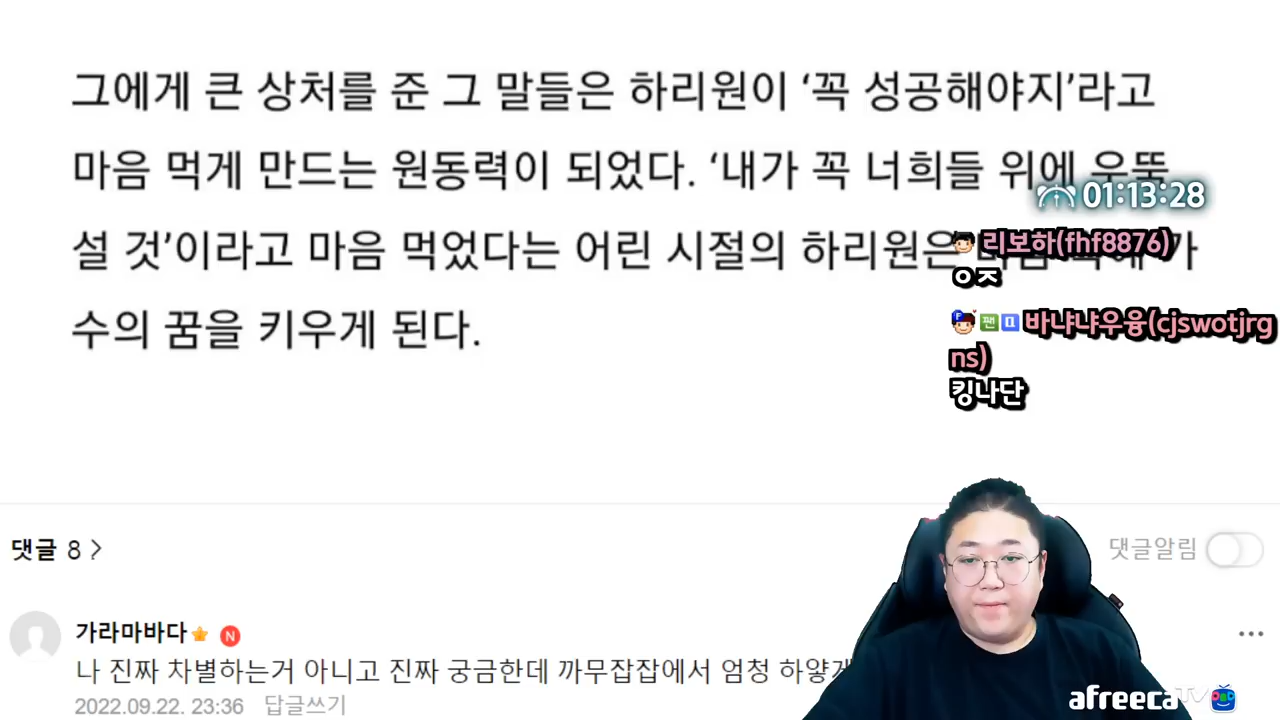 그에게 큰 상처를 준 그 말들은 하리원이 ‘꼭 성공해야지’라고
마음 먹게 만드는 원동력이 되었다. ‘내가 꼭 너희들 위에 우뚝
01:13:28
설 것’이라고 마음 먹었다는 어린 시절의 하리원은 가
리보하(fhf8876)
ㅇㅈ
수의 꿈을 키우게 된다.
팬 바냐냐우융(cjswotjrg
ns)
킹나단
댓글 8
댓글알림
가라마바다 N
나 진짜 차별하는거 아니고 진짜 궁금한데 까무잡잡에서 엄청 하얗게
2022.09.22. 23:36 답글쓰기
afreecaTV